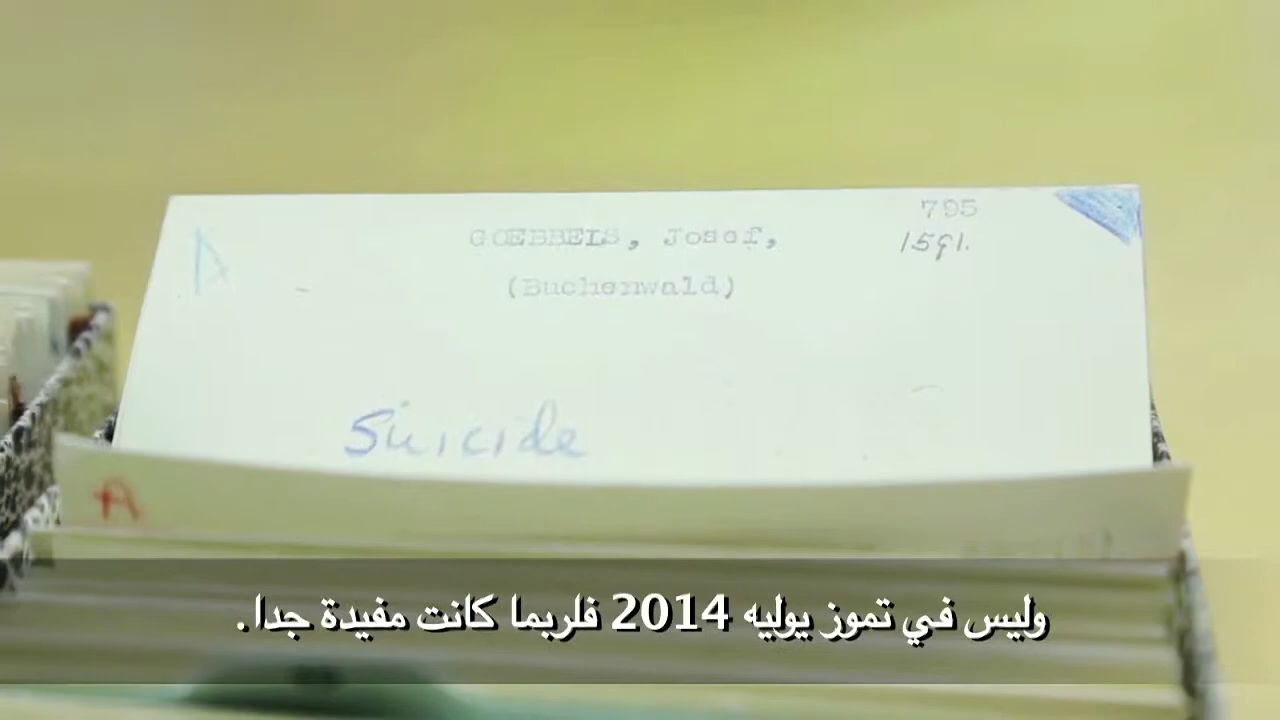 A
795
GOEBBELS, Josef,
1591.
(Buchenwald)
Suicide
A
وليس في تموز يوليه 2014 فلربما كانت مفيدة جدا.